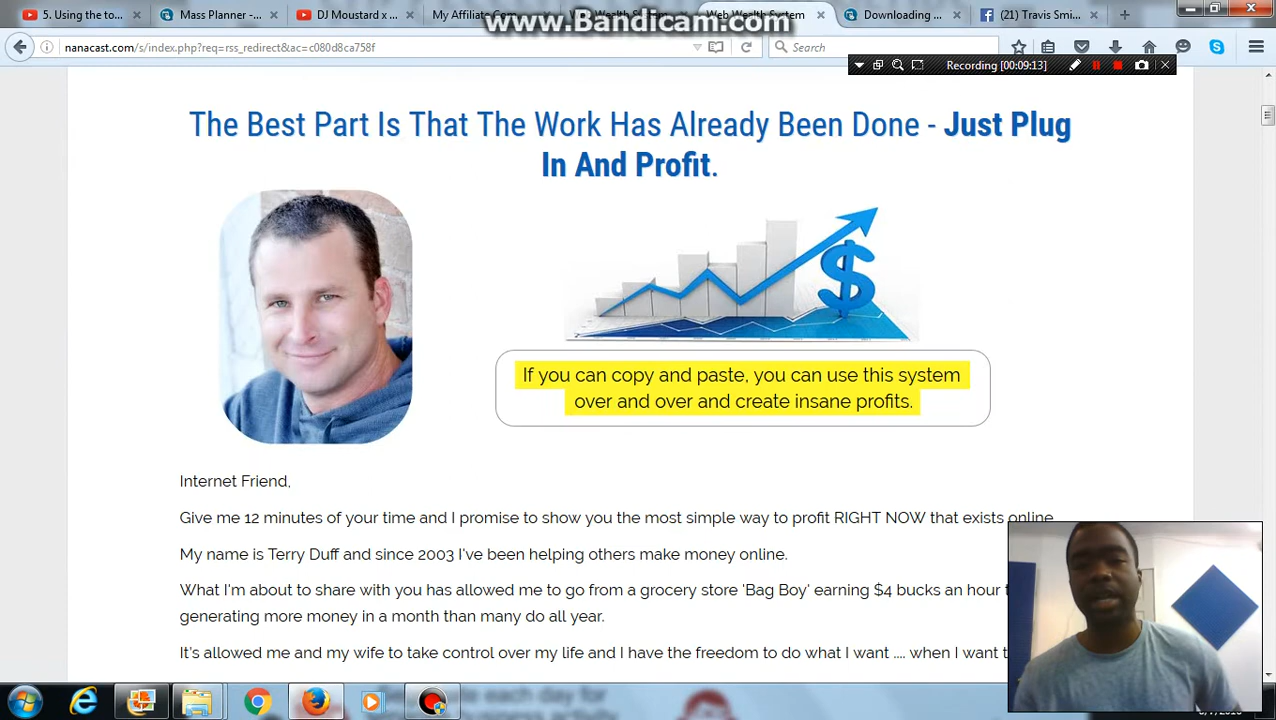 5. Using the to...
Mass Planner -...
DJ Moustard x ...
My Affiliate Com
Web Wealth System
Downloading ...
(21) Travis Smi...
www.Bandicam.com
nanacast.com/s/index.php?req=rss_redirect&ac=c080d8ca758f
Search
Recording [00:09:13]
The Best Part Is That The Work Has Already Been Done - Just Plug
In And Profit.
$
If you can copy and paste, you can use this system
over and over and create insane profits.
Internet Friend,
Give me 12 minutes of your time and I promise to show you the most simple way to profit RIGHT NOW that exists online.
My name is Terry Duff and since 2003 I've been helping others make money online.
What I'm about to share with you has allowed me to go from a grocery store 'Bag Boy' earning $4 bucks an hour t
generating more money in a month than many do all year.
It's allowed me and my wife to take control over my life and I have the freedom to do what I want .... when I want t